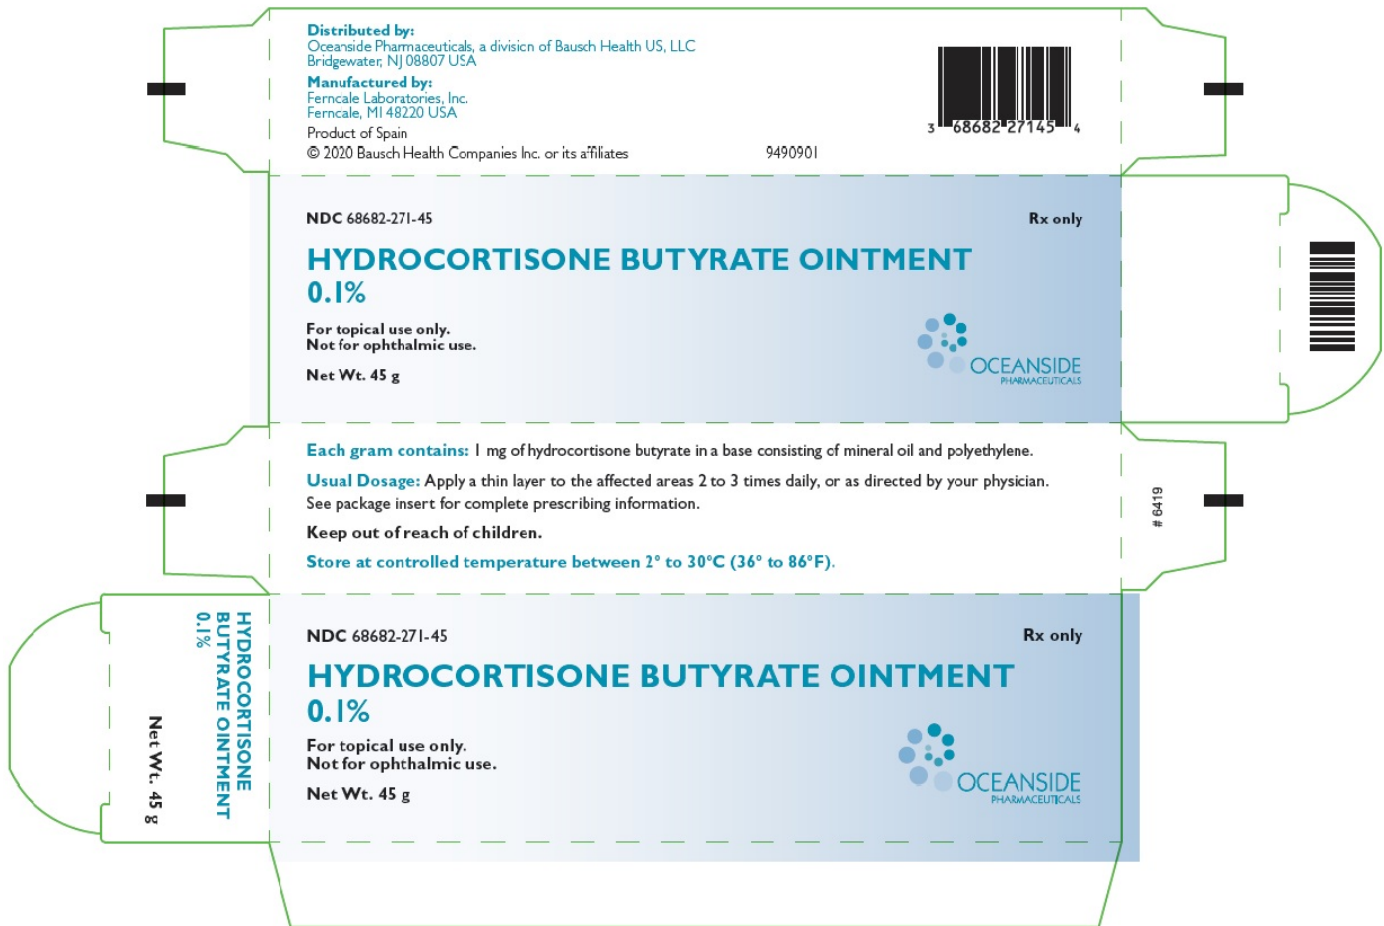 Distributed by:
Oceanside Pharmaceuticals, a division of Bausch Health US, LLC
Bridgewater, NJ 08807 USA
Manufactured by:
Ferncale Laboratories, Inc.
Ferncale, MI 48220 USA
Product of Spain
© 2020 Bausch Health Companies Inc. or its affiliates 9490901
3 68682 27145 4
NDC 68682-271-45 Rx only
HYDROCORTISONE BUTYRATE OINTMENT
0.1%
For topical use only.
Not for ophthalmic use.
Net Wt. 45 g
OCEANSIDE
PHARMACEUTICALS
Each gram contains: 1 mg of hydrocortisone butyrate in a base consisting of mineral oil and polyethylene.
Usual Dosage: Apply a thin layer to the affected areas 2 to 3 times daily, or as directed by your physician.
See package insert for complete prescribing information.
Keep out of reach of children.
Store at controlled temperature between 2° to 30°C (36° to 86°F).
# 6419
HYDROCORTISONE
BUTYRATE OINTMENT
0.1%
Net Wt. 45 g
NDC 68682-271-45 Rx only
HYDROCORTISONE BUTYRATE OINTMENT
0.1%
For topical use only.
Not for ophthalmic use.
Net Wt. 45 g
OCEANSIDE
PHARMACEUTICALS